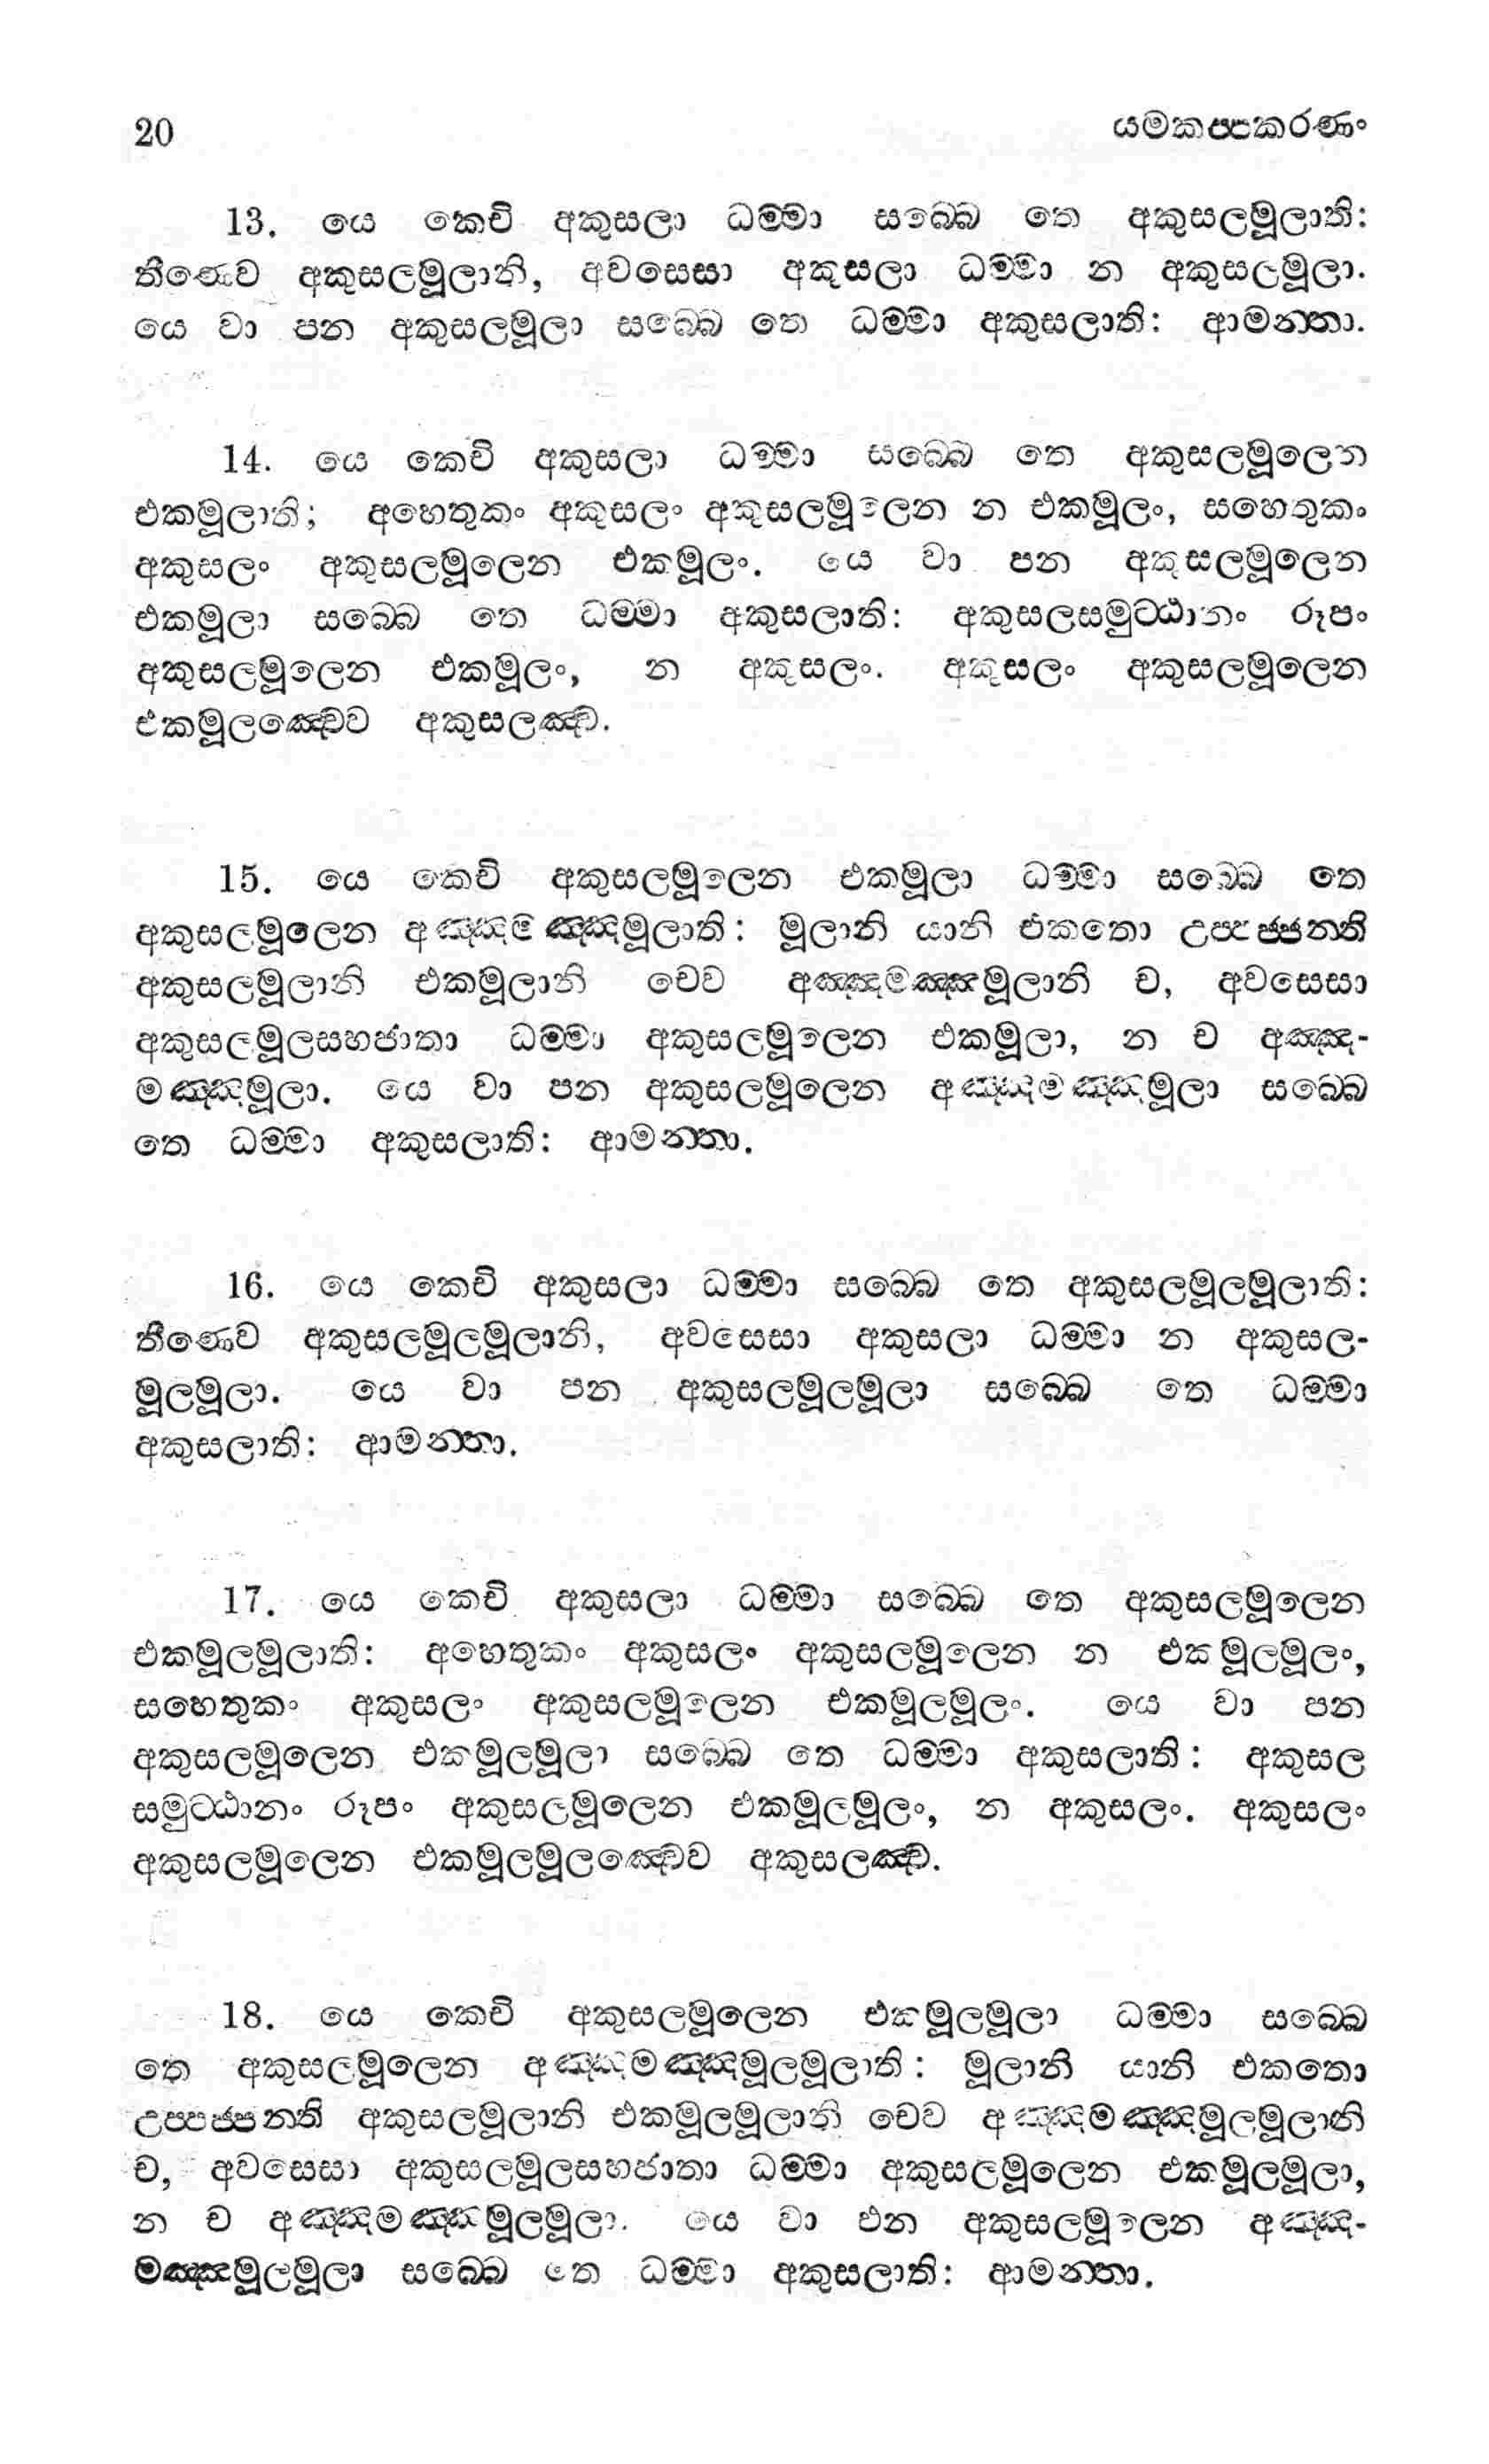 20 යමකප්පකරණං
13. යෙ කෙචි අකුසලා ධම්මා සබ්බෙ තෙ අකුසලමූලාති:
තීණෙව අකුසලමූලානි, අවසෙසා අකුසලා ධම්මා න අකුසලමූලා.
යෙ වා පන අකුසලමූලා සබ්බෙ තෙ ධම්මා අකුසලාති: ආමන්තා.
14. යෙ කෙචි අකුසලා ධම්මා සබ්බෙ තෙ අකුසලමූලෙන
එකමූලාති; අහෙතුකං අකුසලං අකුසලමූලෙන න එකමූලං, සහෙතුකං
අකුසලං අකුසලමූලෙන එකමූලං. යෙ වා පන අකුසලමූලෙන
එකමූලා සබ්බෙ තෙ ධම්මා අකුසලාති: අකුසලසමුට්ඨානං රූපං
අකුසලමූලෙන එකමූලං, න අකුසලං. අකුසලං අකුසලමූලෙන
එකමූලඤ්චෙව අකුසලඤ්ච.
15. යෙ කෙචි අකුසලමූලෙන එකමූලා ධම්මා සබ්බෙ තෙ
අකුසලමූලෙන අඤ්ඤමඤ්ඤමූලාති: මූලානි යානි එකතො උප්පජ්ජන්ති
අකුසලමූලානි එකමූලානි චෙව අඤ්ඤමඤ්ඤමූලානි ච, අවසෙසා
අකුසලමූලසහජාතා ධම්මා අකුසලමූලෙන එකමූලා, න ච අඤ්ඤ-
මඤ්ඤමූලා. යෙ වා පන අකුසලමූලෙන අඤ්ඤමඤ්ඤමූලා සබ්බෙ
තෙ ධම්මා අකුසලාති: ආමන්තා.
16. යෙ කෙචි අකුසලා ධම්මා සබ්බෙ තෙ අකුසලමූලමූලාති:
තීණෙව අකුසලමූලමූලානි, අවසෙසා අකුසලා ධම්මා න අකුසල-
මූලමූලා. යෙ වා පන අකුසලමූලමූලා සබ්බෙ තෙ ධම්මා
අකුසලාති: ආමන්තා.
17. යෙ කෙචි අකුසලා ධම්මා සබ්බෙ තෙ අකුසලමූලෙන
එකමූලමූලාති: අහෙතුකං අකුසලං අකුසලමූලෙන න එකමූලමූලං,
සහෙතුකං අකුසලං අකුසලමූලෙන එකමූලමූලං. යෙ වා පන
අකුසලමූලෙන එකමූලමූලා සබ්බෙ තෙ ධම්මා අකුසලාති: අකුසල
සමුට්ඨානං රූපං අකුසලමූලෙන එකමූලමූලං, න අකුසලං. අකුසලං
අකුසලමූලෙන එකමූලමූලඤ්චෙව අකුසලඤ්ච.
18. යෙ කෙචි අකුසලමූලෙන එකමූලමූලා ධම්මා සබ්බෙ
තෙ අකුසලමූලෙන අඤ්ඤමඤ්ඤමූලමූලාති: මූලානි යානි එකතො
උප්පජ්ජන්ති අකුසලමූලානි එකමූලමූලානි චෙව අඤ්ඤමඤ්ඤමූලමූලානි
ච, අවසෙසා අකුසලමූලසහජාතා ධම්මා අකුසලමූලෙන එකමූලමූලා,
න ච අඤ්ඤමඤ්ඤමූලමූලා. යෙ වා පන අකුසලමූලෙන අඤ්ඤ-
මඤ්ඤමූලමූලා සබ්බෙ තෙ ධම්මා අකුසලාති: ආමන්තා.